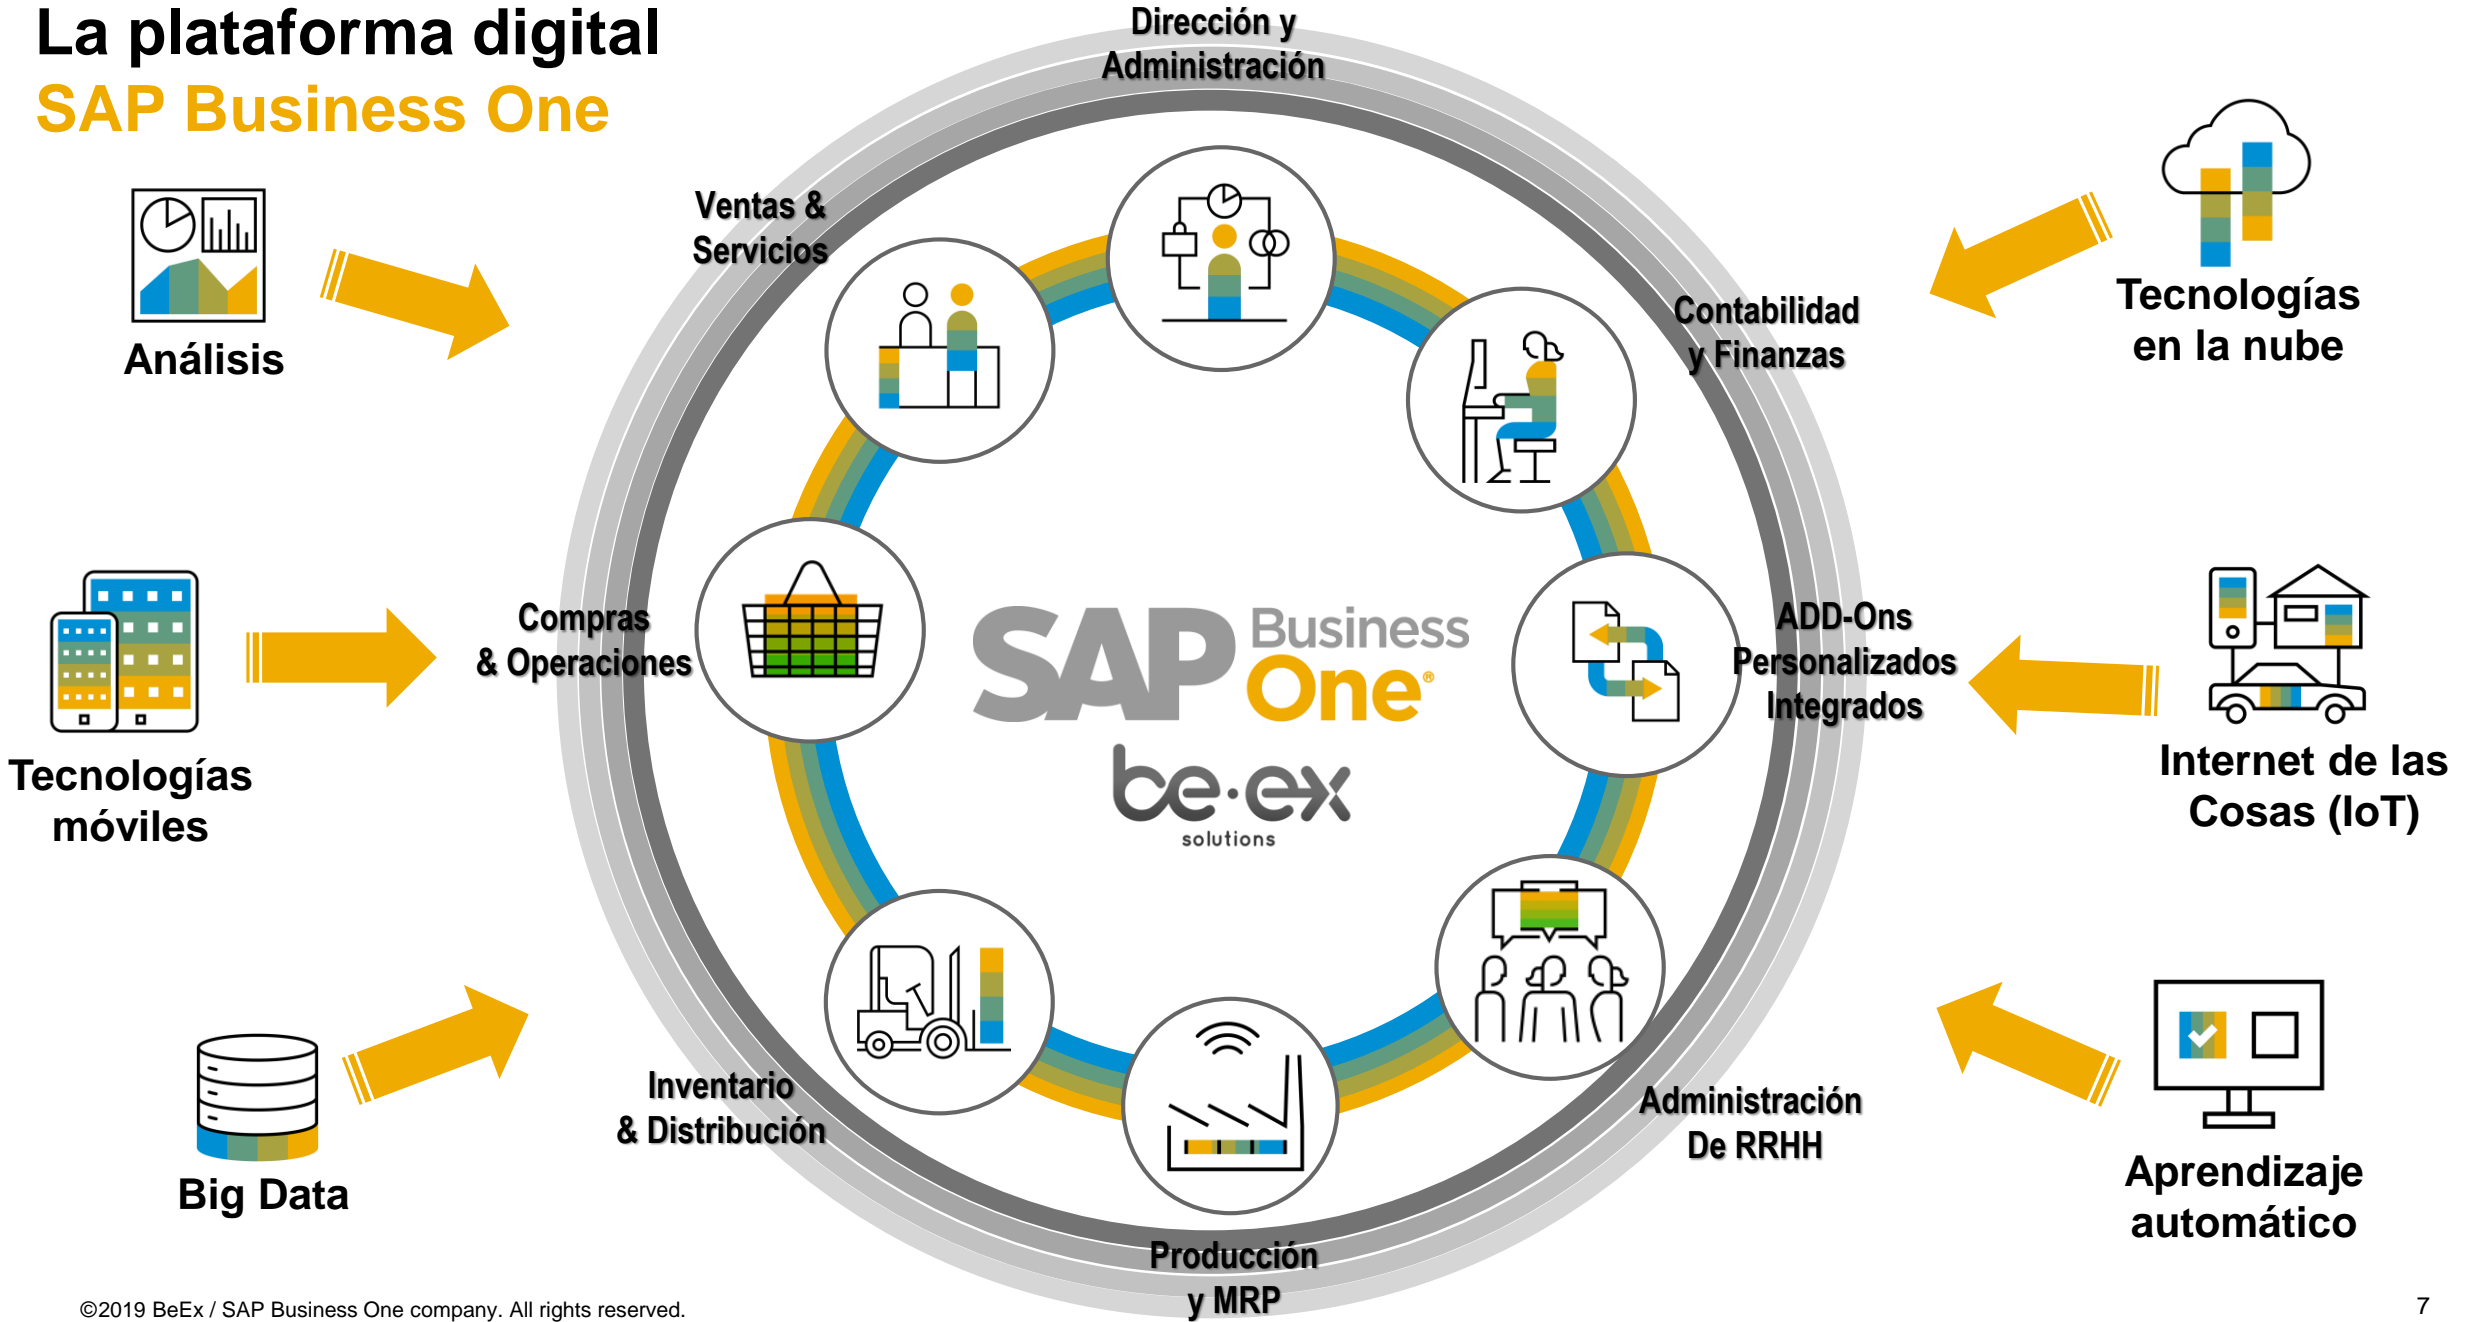 La plataforma digital
SAP Business One
Dirección y
Administración
Ventas &
Servicios
Contabilidad
y Finanzas
Análisis
Tecnologías
en la nube
Compras
& Operaciones
SAP Business
One®
be·ex
solutions
ADD-Ons
Personalizados
Integrados
Tecnologías
móviles
Internet de las
Cosas (IoT)
Inventario
& Distribución
Administración
De RRHH
Big Data
Aprendizaje
automático
Producción
y MRP
©2019 BeEx / SAP Business One company. All rights reserved.
7